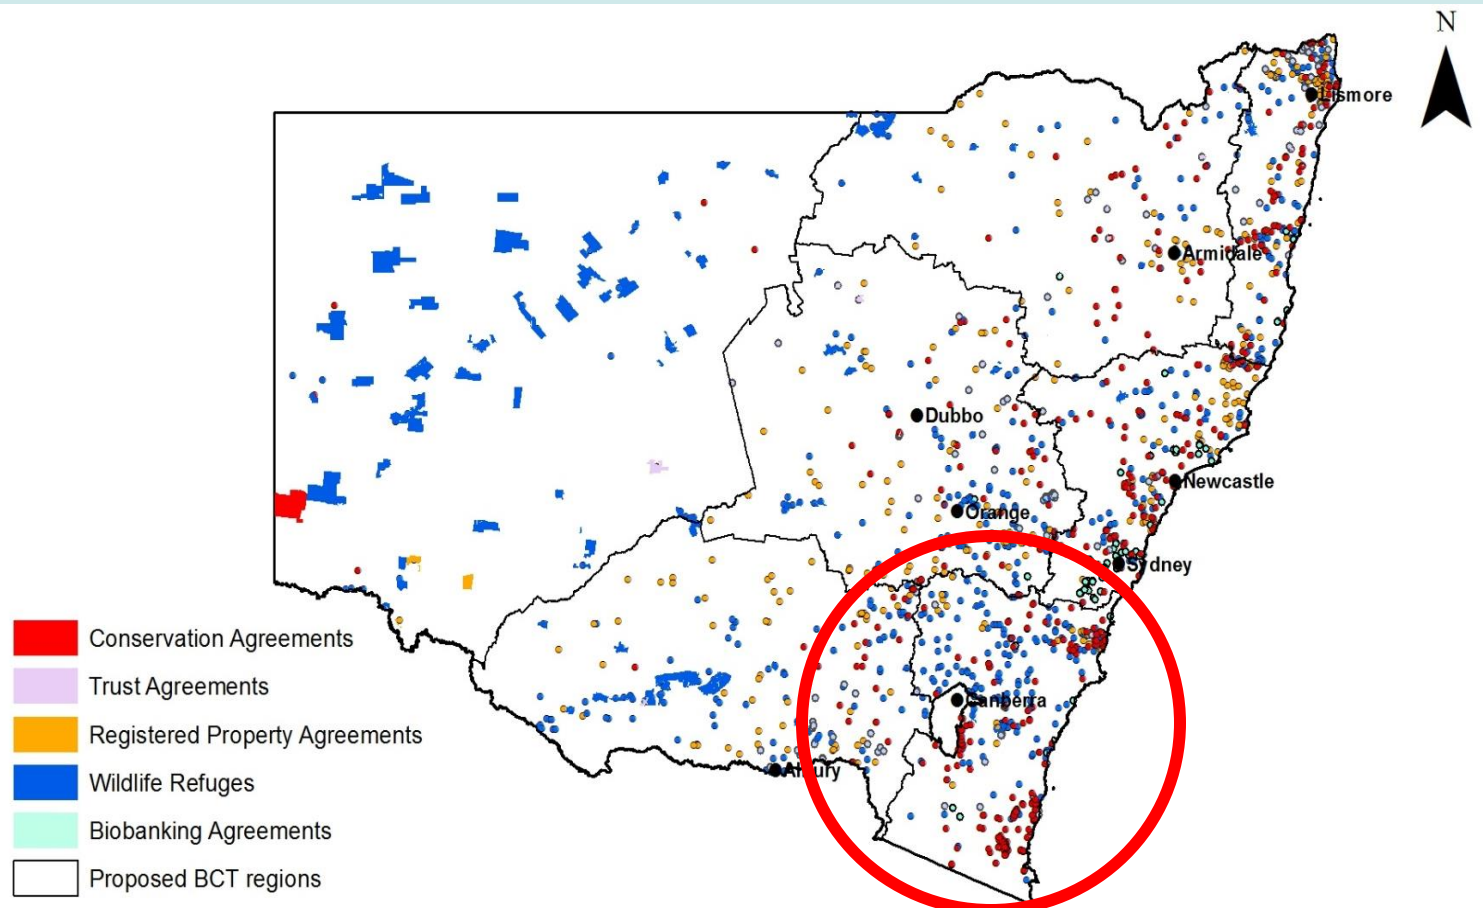 N
Lismore
Armidale
Dubbo
Newcastle
Orange
Sydney
Canberra
Albury
Conservation Agreements
Trust Agreements
Registered Property Agreements
Wildlife Refuges
Biobanking Agreements
Proposed BCT regions